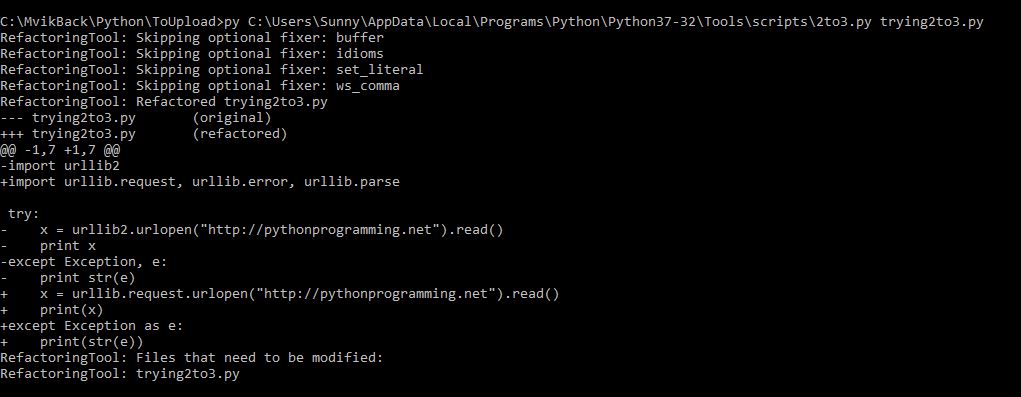 C:\MvikBack\Python\ToUpload>py C:\Users\Sunny\AppData\Local\Programs\Python\Python37-32\Tools\scripts\2to3.py trying2to3.py
RefactoringTool: Skipping optional fixer: buffer
RefactoringTool: Skipping optional fixer: idioms
RefactoringTool: Skipping optional fixer: set_literal
RefactoringTool: Skipping optional fixer: ws_comma
RefactoringTool: Refactored trying2to3.py
--- trying2to3.py       (original)
+++ trying2to3.py       (refactored)
@@ -1,7 +1,7 @@
-import urllib2
+import urllib.request, urllib.error, urllib.parse

 try:
-    x = urllib2.urlopen("http://pythonprogramming.net").read()
-    print x
-except Exception, e:
-    print str(e)
+    x = urllib.request.urlopen("http://pythonprogramming.net").read()
+    print(x)
+except Exception as e:
+    print(str(e))
RefactoringTool: Files that need to be modified:
RefactoringTool: trying2to3.py